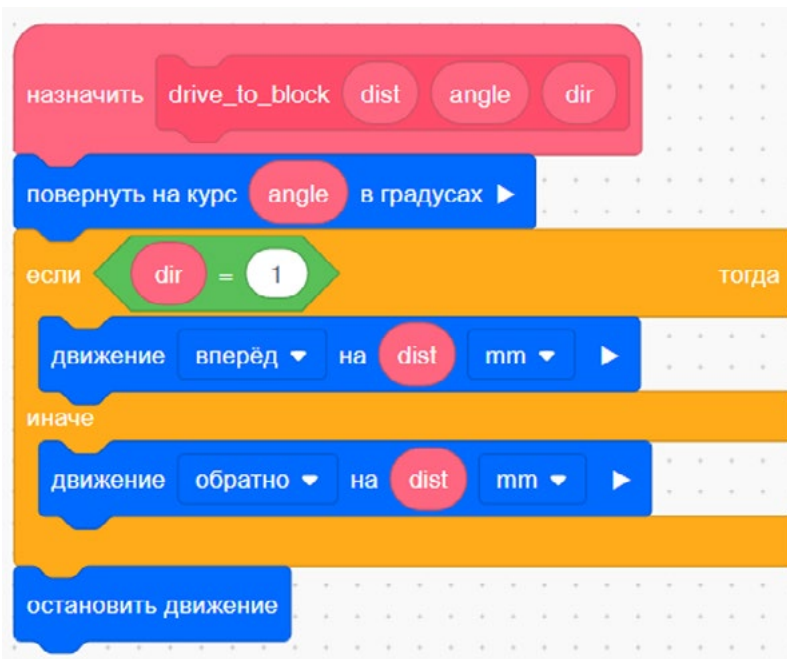 назначить drive_to_block dist angle dir
повернуть на курс angle в градусах
если dir = 1 тогда
движение вперёд на dist mm
иначе
движение обратно на dist mm
остановить движение